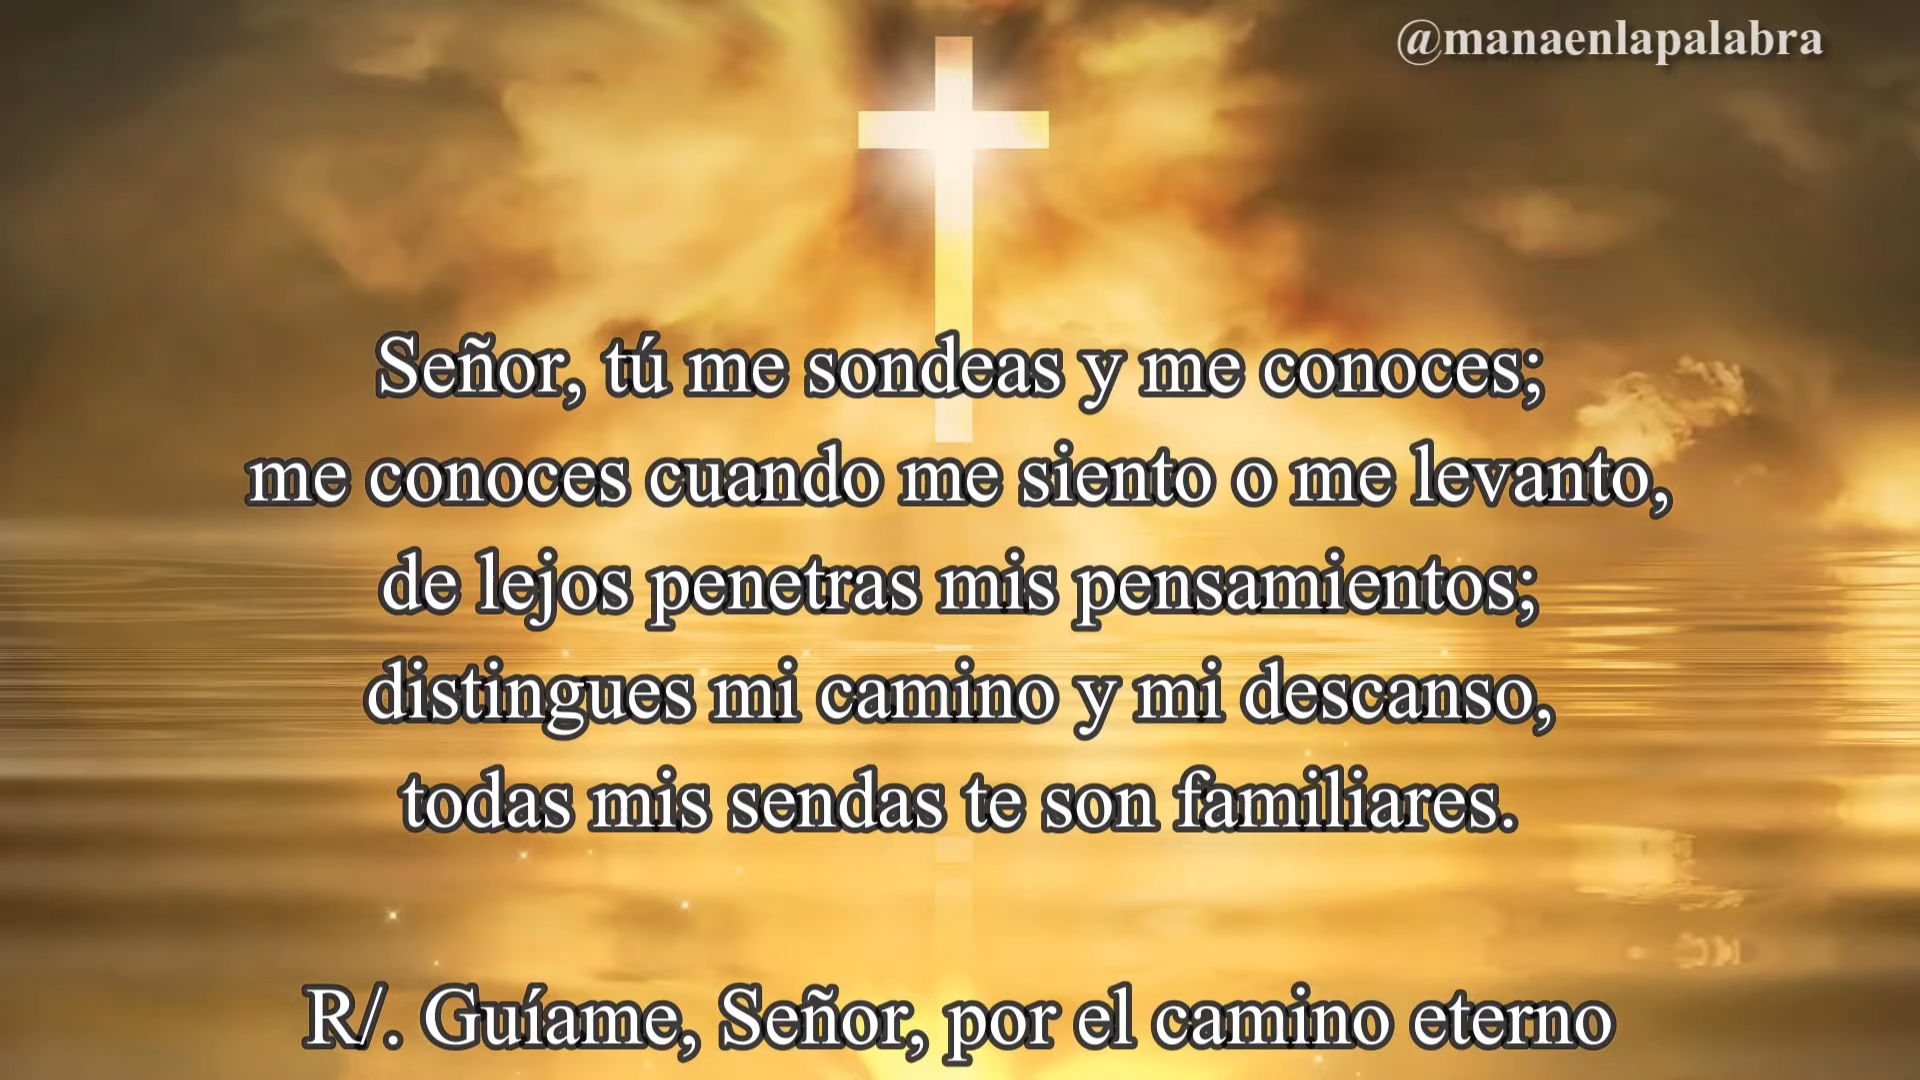 @manaenlapalabra
Señor, tú me sondeas y me conoces;
me conoces cuando me siento o me levanto,
de lejos penetras mis pensamientos;
distingues mi camino y mi descanso,
todas mis sendas te son familiares.
R/. Guíame, Señor, por el camino eterno